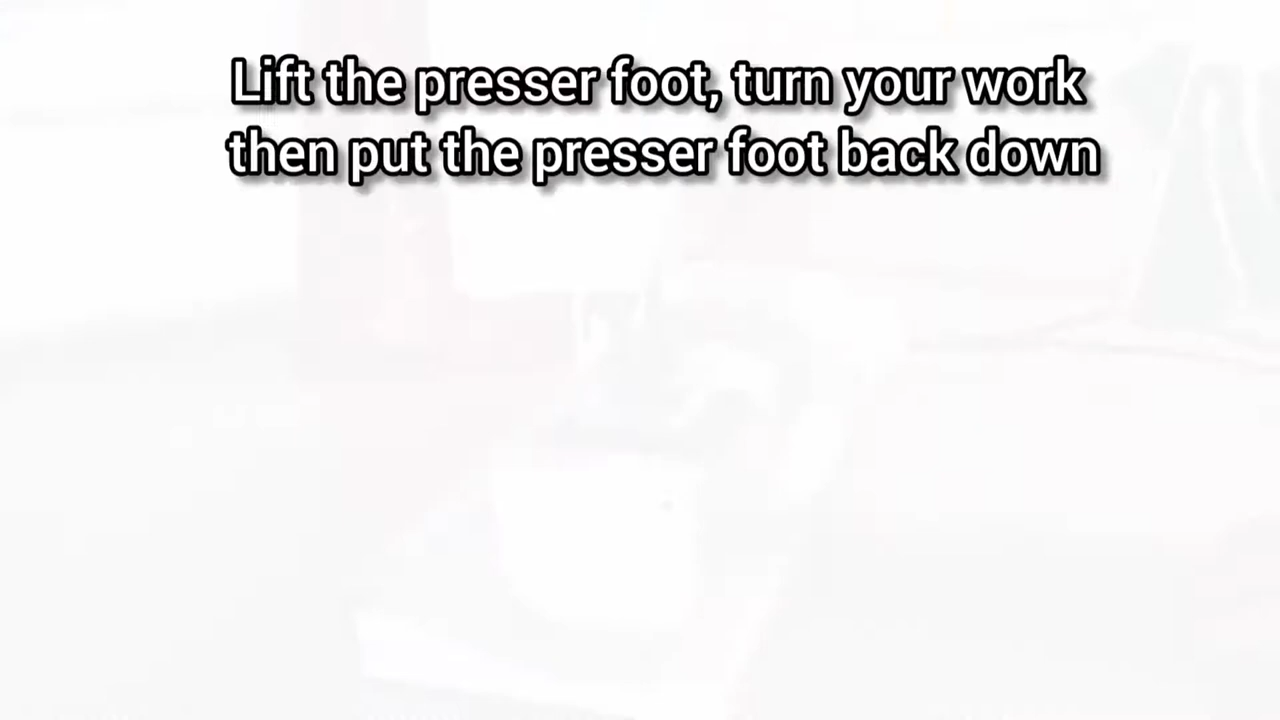 Lift the presser foot, turn your work
then put the presser foot back down